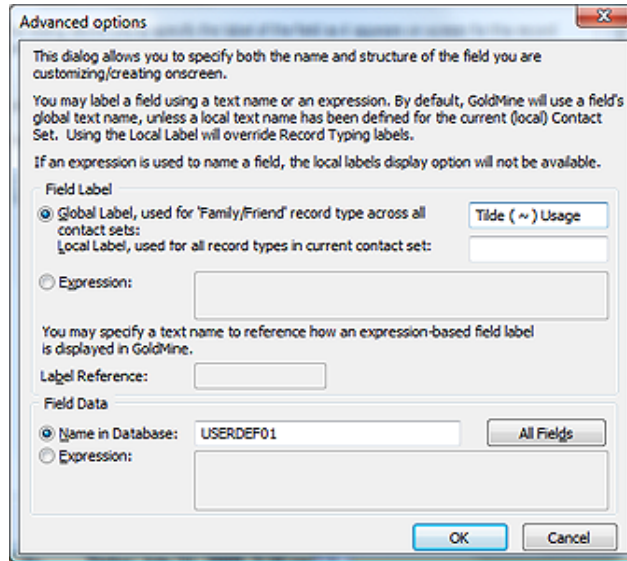 Advanced options
This dialog allows you to specify both the name and structure of the field you are
customizing/creating onscreen.
You may label a field using a text name or an expression. By default, GoldMine will use a field's
global text name, unless a local text name has been defined for the current (local) Contact
Set. Using the Local Label will override Record Typing labels.
If an expression is used to name a field, the local labels display option will not be available.
Field Label
Global Label, used for 'Family/Friend' record type across all
contact sets:
Tilde ( ~ ) Usage
Local Label, used for all record types in current contact set:
Expression:
You may specify a text name to reference how an expression-based field label
is displayed in GoldMine.
Label Reference:
Field Data
Name in Database: USERDEF01 All Fields
Expression:
OK Cancel